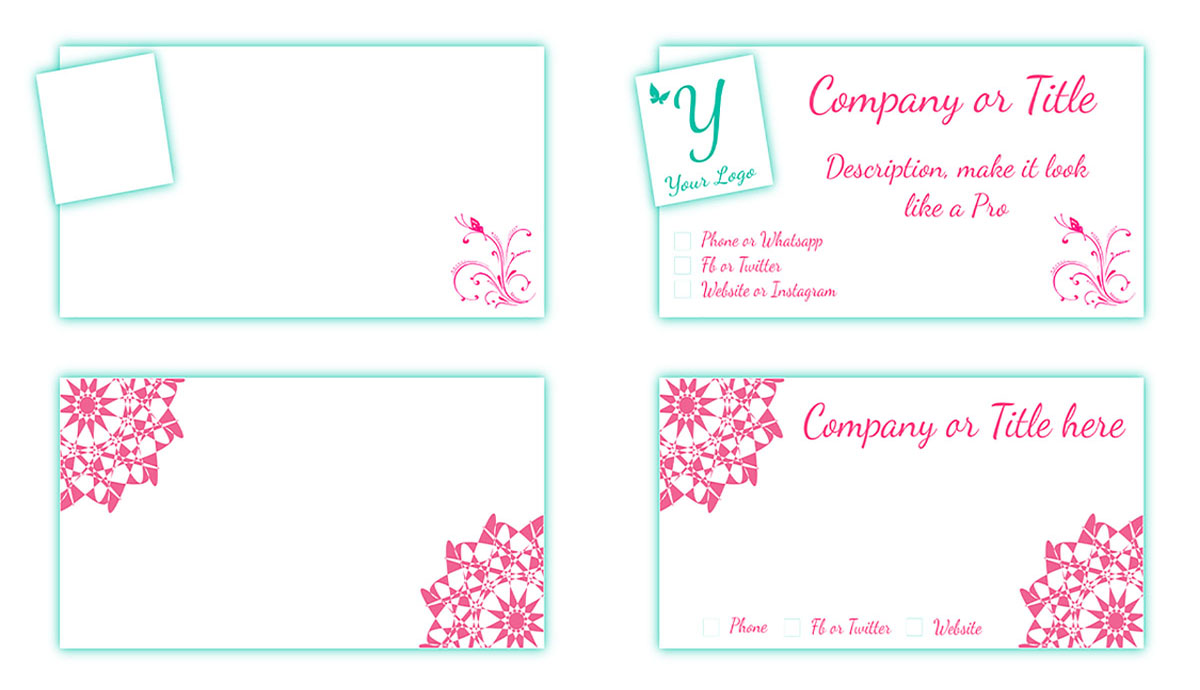 Y
Your Logo
Company or Title
Description, make it look
like a Pro
Phone or Whatsapp
Fb or Twitter
Website or Instagram
Company or Title here
Phone
Fb or Twitter
Website